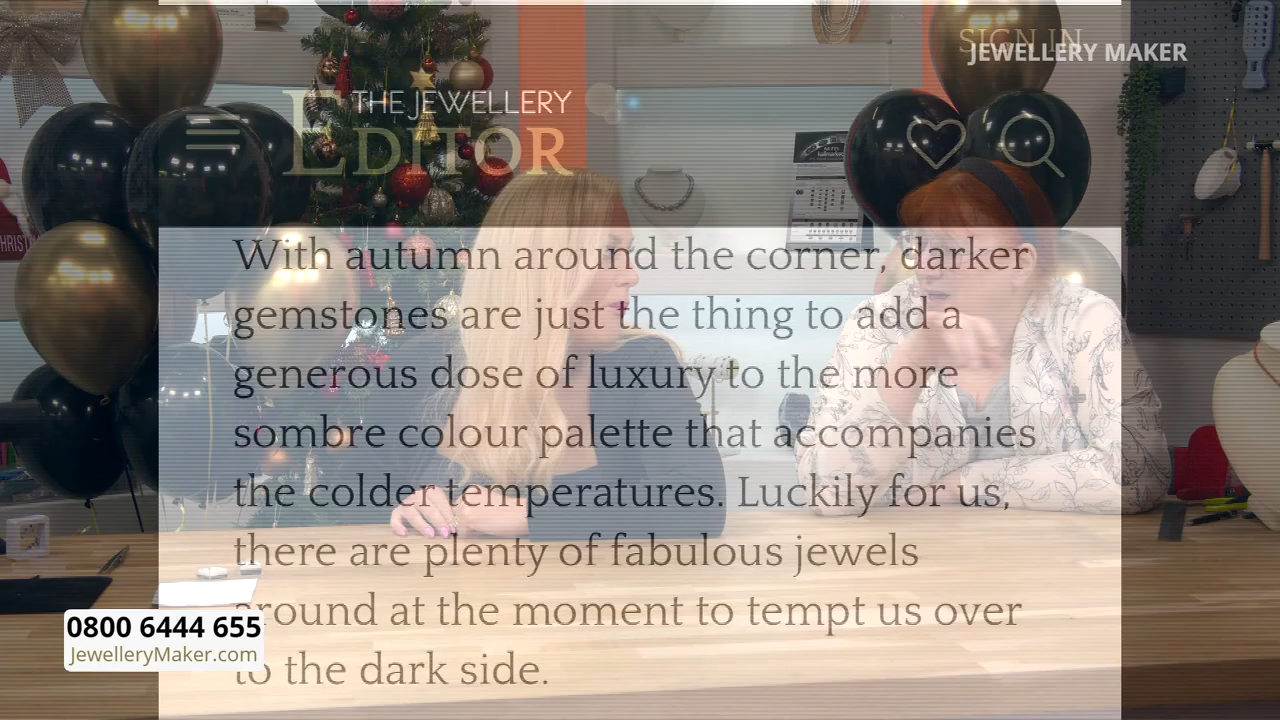 SIGN IN
JEWELLERY MAKER
THE JEWELLERY
EDITOR
With autumn around the corner, darker
gemstones are just the thing to add a
generous dose of luxury to the more
sombre colour palette that accompanies
the colder temperatures. Luckily for us,
there are plenty of fabulous jewels
around at the moment to tempt us over
to the dark side.
0800 6444 655
JewelleryMaker.com